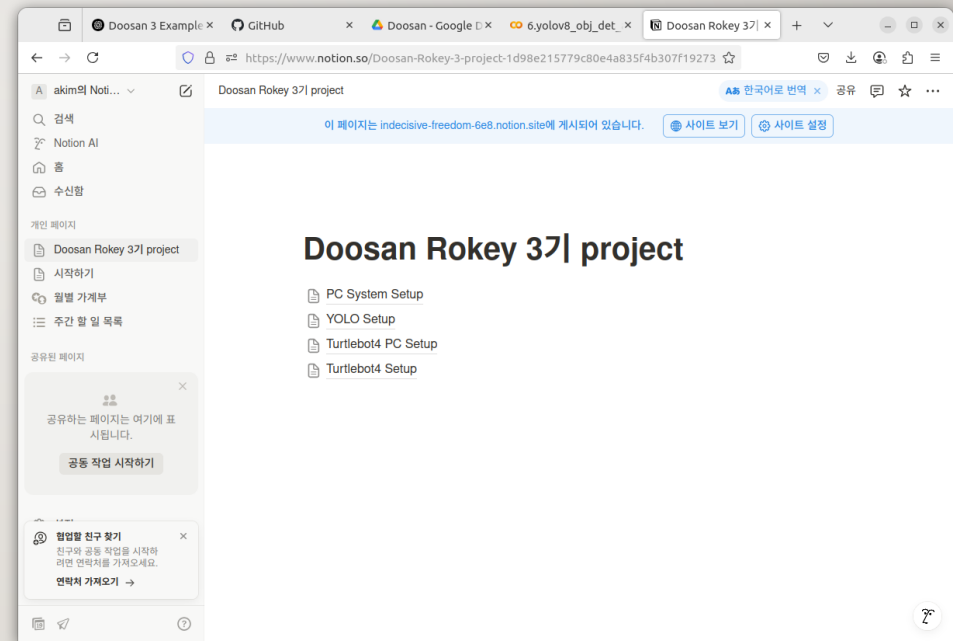 Doosan 3 Example
GitHub
Doosan - Google D
6.yolov8_obj_det_
Doosan Rokey 3기
https://www.notion.so/Doosan-Rokey-3-project-1d98e215779c80e4a835f4b307f19273
A akim의 Noti…
Doosan Rokey 3기 project
한국어로 번역
공유
이 페이지는 indecisive-freedom-6e8.notion.site에 게시되어 있습니다.
사이트 보기
사이트 설정
검색
Notion AI
홈
수신함
개인 페이지
Doosan Rokey 3기 project
시작하기
월별 가계부
주간 할 일 목록
공유된 페이지
공유하는 페이지는 여기에 표
시됩니다.
공동 작업 시작하기
협업할 친구 찾기
친구와 공동 작업을 시작하
려면 연락처를 가져오세요.
연락처 가져오기 →
Doosan Rokey 3기 project
PC System Setup
YOLO Setup
Turtlebot4 PC Setup
Turtlebot4 Setup